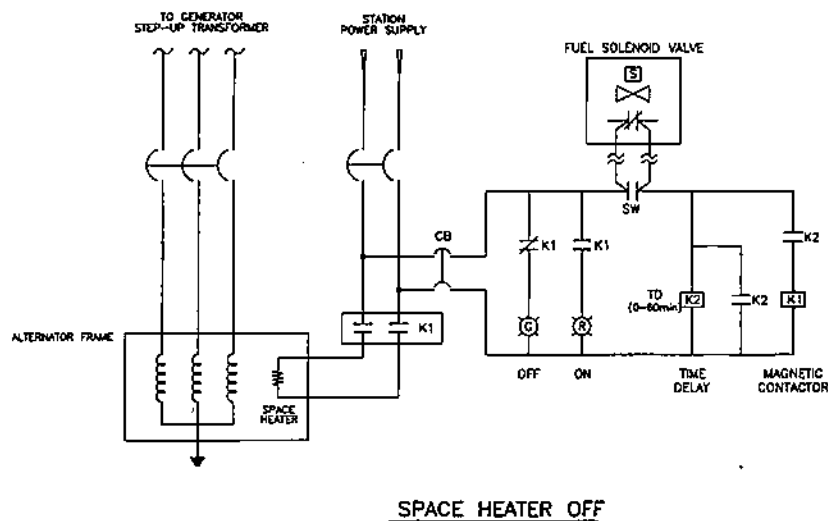 TO GENERATOR
STEP-UP TRANSFORMER
STATION
POWER SUPPLY
FUEL SOLENOID VALVE
S
SW
CB
K1
K1
K2
TD
(0-60min)
K2
K2
K1
K1
G
R
ALTERNATOR FRAME
SPACE
HEATER
OFF
ON
TIME
DELAY
MAGNETIC
CONTACTOR
SPACE HEATER OFF